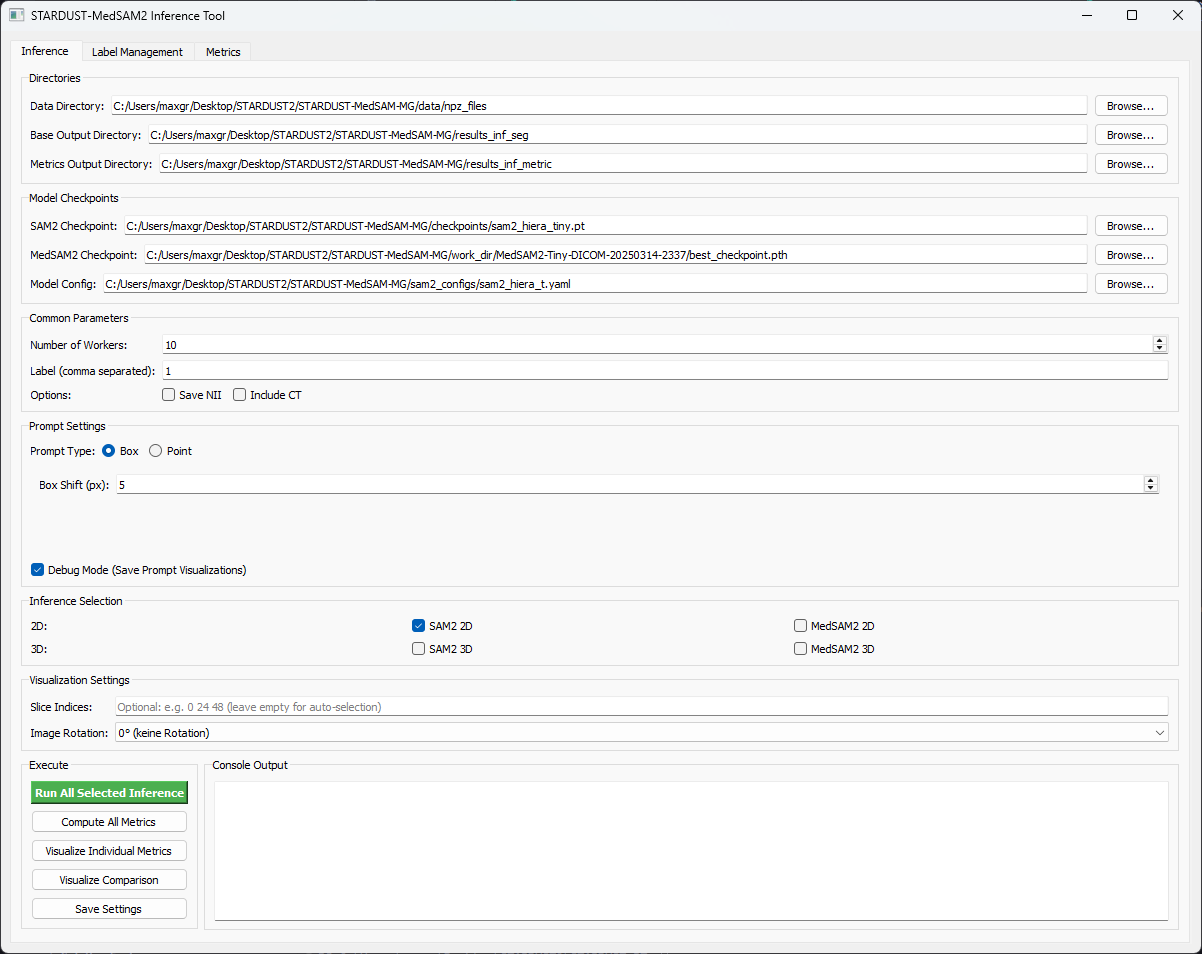 STARDUST-MedSAM2 Inference Tool
Inference Label Management Metrics
Directories
Data Directory: C:/Users/maxgr/Desktop/STARDUST2/STARDUST-MedSAM-MG/data/npz_files Browse...
Base Output Directory: C:/Users/maxgr/Desktop/STARDUST2/STARDUST-MedSAM-MG/results_inf_seg Browse...
Metrics Output Directory: C:/Users/maxgr/Desktop/STARDUST2/STARDUST-MedSAM-MG/results_inf_metric Browse...
Model Checkpoints
SAM2 Checkpoint: C:/Users/maxgr/Desktop/STARDUST2/STARDUST-MedSAM-MG/checkpoints/sam2_hiera_tiny.pt Browse...
MedSAM2 Checkpoint: C:/Users/maxgr/Desktop/STARDUST2/STARDUST-MedSAM-MG/work_dir/MedSAM2-Tiny-DICOM-20250314-2337/best_checkpoint.pth Browse...
Model Config: C:/Users/maxgr/Desktop/STARDUST2/STARDUST-MedSAM-MG/sam2_configs/sam2_hiera_t.yaml Browse...
Common Parameters
Number of Workers: 10
Label (comma separated): 1
Options: Save NII Include CT
Prompt Settings
Prompt Type: Box Point
Box Shift (px): 5
Debug Mode (Save Prompt Visualizations)
Inference Selection
2D: SAM2 2D MedSAM2 2D
3D: SAM2 3D MedSAM2 3D
Visualization Settings
Slice Indices: Optional: e.g. 0 24 48 (leave empty for auto-selection)
Image Rotation: 0° (keine Rotation)
Execute Console Output
Run All Selected Inference
Compute All Metrics
Visualize Individual Metrics
Visualize Comparison
Save Settings